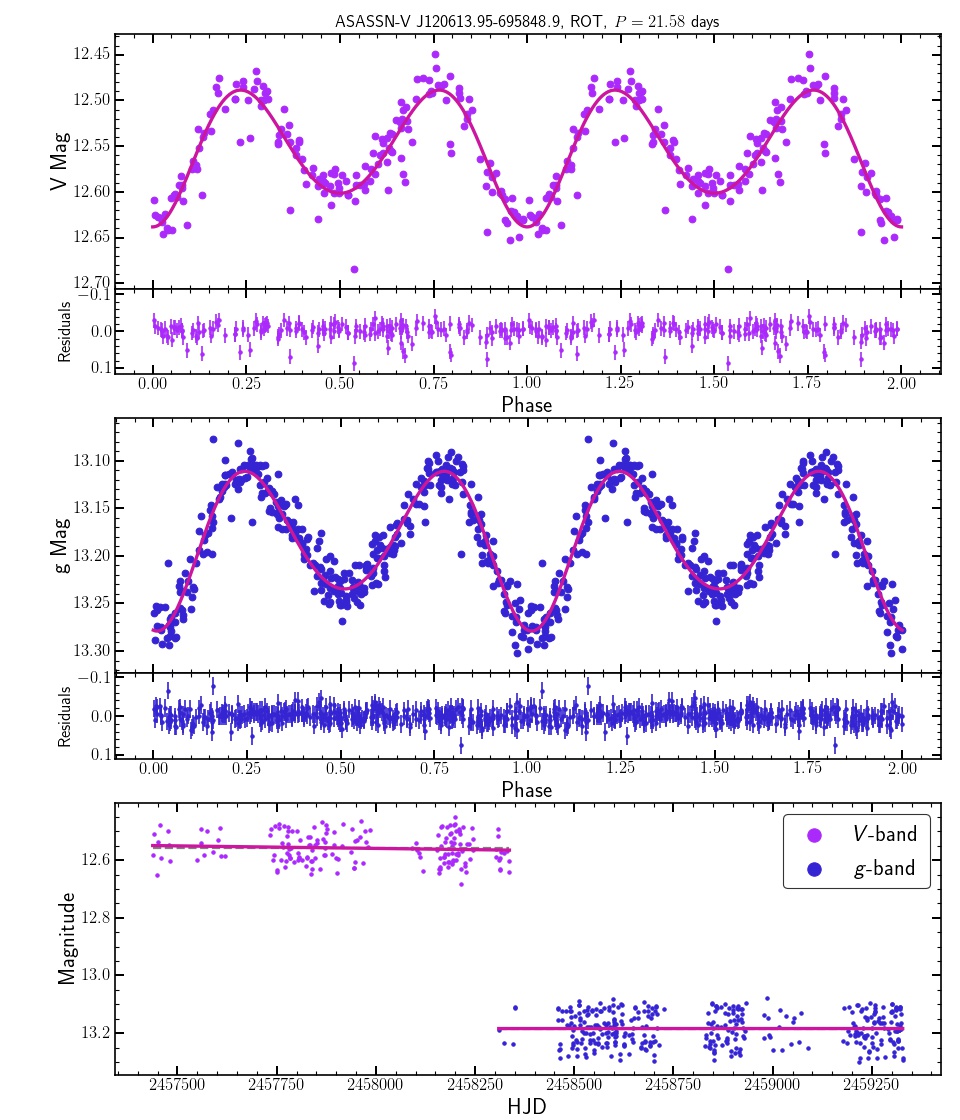 ASASSN-V J120613.95-695848.9, ROT, P = 21.58 days
12.45
12.50
12.55
12.60
12.65
12.70
V Mag
−0.1
0.0
0.1
Residuals
0.00 0.25 0.50 0.75 1.00 1.25 1.50 1.75 2.00
Phase
13.10
13.15
13.20
13.25
13.30
g Mag
−0.1
0.0
0.1
Residuals
0.00 0.25 0.50 0.75 1.00 1.25 1.50 1.75 2.00
Phase
12.6
12.8
13.0
13.2
Magnitude
V-band
g-band
2457500 2457750 2458000 2458250 2458500 2458750 2459000 2459250
HJD